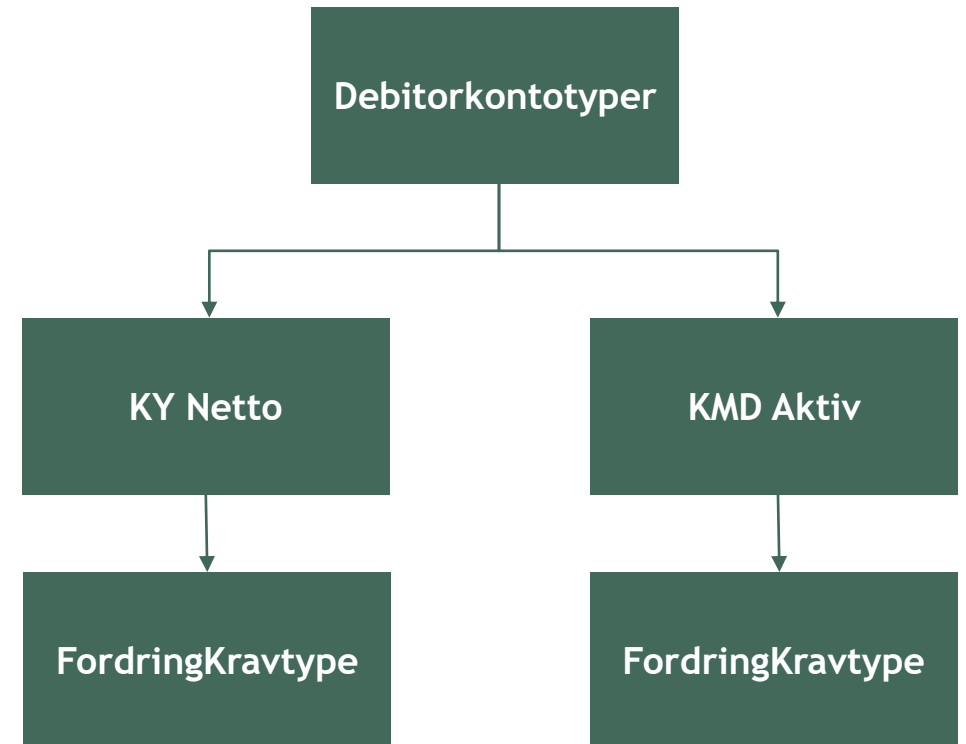 Debitorkontotyper
KY Netto
KMD Aktiv
FordringKravtype
FordringKravtype